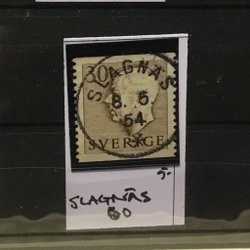 30
SLAGNÄS
8. 5.
54
SVERIGE
5-
SLAGNÄS
60